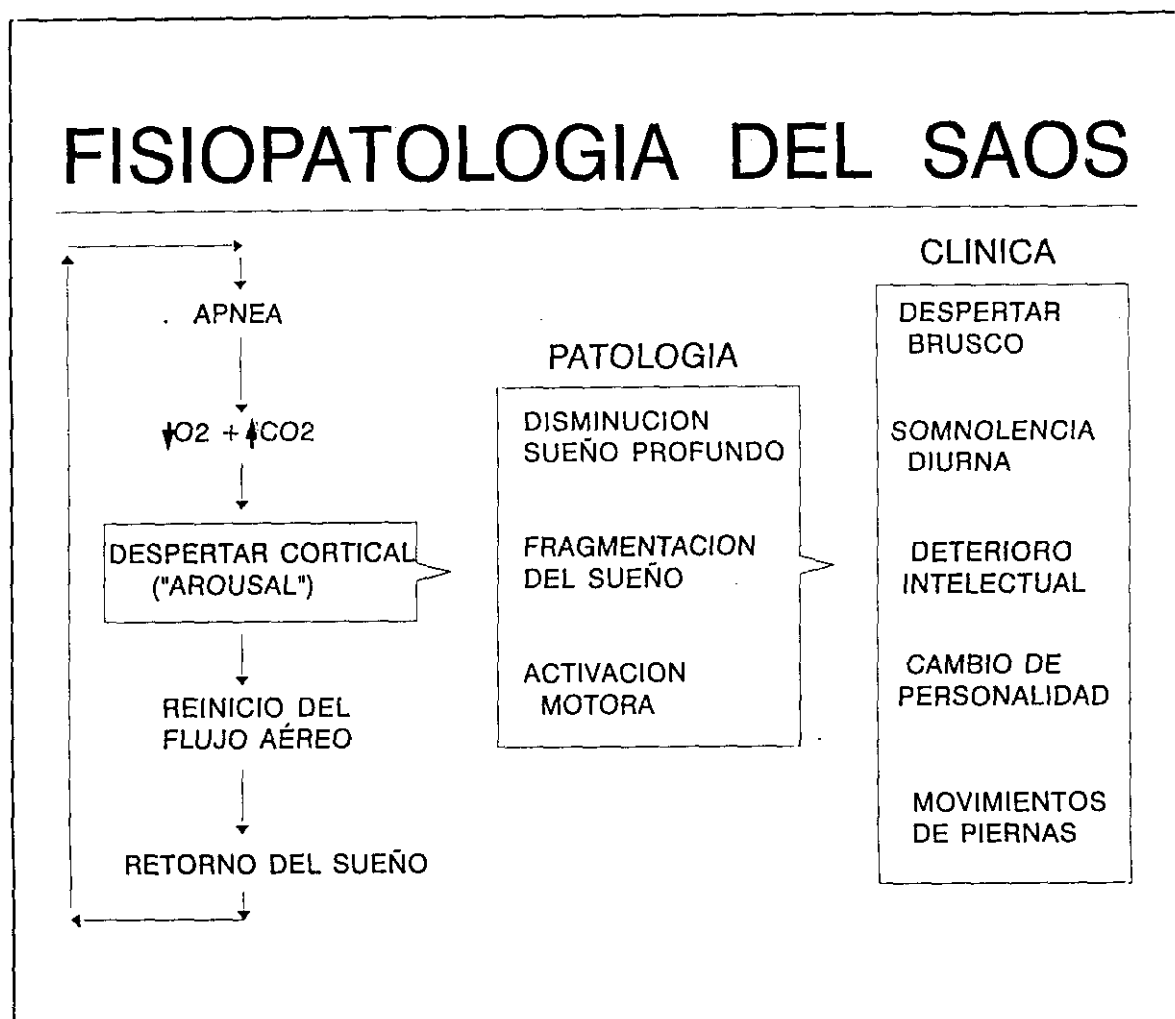 FISIOPATOLOGIA DEL SAOS
APNEA
↓O2 + ↑CO2
DESPERTAR CORTICAL
("AROUSAL")
REINICIO DEL
FLUJO AÉREO
RETORNO DEL SUEÑO
PATOLOGIA
DISMINUCION
SUEÑO PROFUNDO
FRAGMENTACION
DEL SUEÑO
ACTIVACION
MOTORA
CLINICA
DESPERTAR
BRUSCO
SOMNOLENCIA
DIURNA
DETERIORO
INTELECTUAL
CAMBIO DE
PERSONALIDAD
MOVIMIENTOS
DE PIERNAS